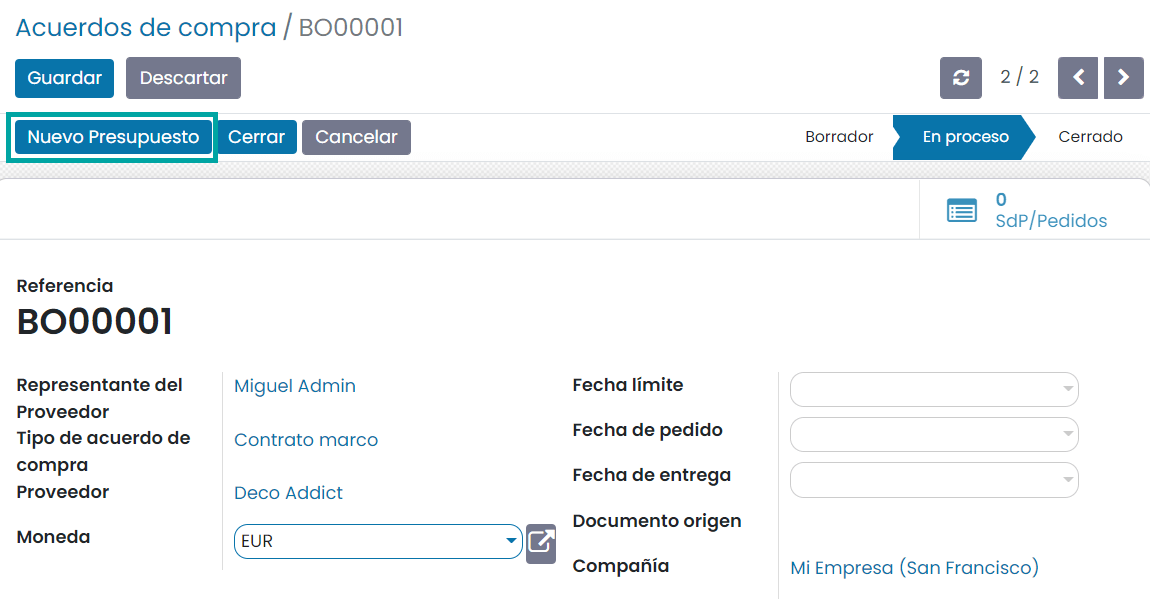 Acuerdos de compra / BO00001
Guardar Descartar 2 / 2
Nuevo Presupuesto Cerrar Cancelar Borrador En proceso Cerrado
0
SdP/Pedidos
Referencia
BO00001
Representante del Proveedor Miguel Admin
Tipo de acuerdo de compra Contrato marco
Proveedor Deco Addict
Moneda EUR
Fecha límite
Fecha de pedido
Fecha de entrega
Documento origen
Compañía Mi Empresa (San Francisco)